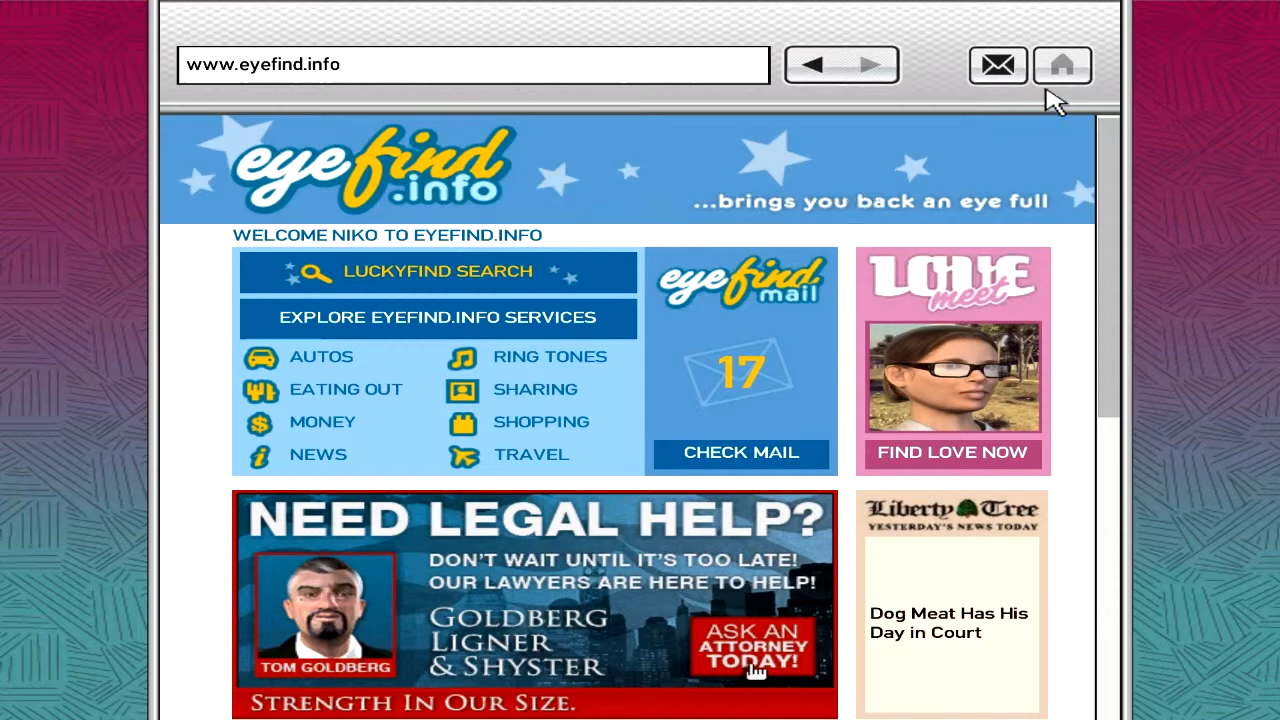 www.eyefind.info
eyefind
.info
...brings you back an eye full
WELCOME NIKO TO EYEFIND.INFO
LUCKYFIND SEARCH
EXPLORE EYEFIND.INFO SERVICES
AUTOS
EATING OUT
MONEY
NEWS
RING TONES
SHARING
SHOPPING
TRAVEL
eyefind
mail
17
CHECK MAIL
LOVE
meet
FIND LOVE NOW
NEED LEGAL HELP?
DON'T WAIT UNTIL IT'S TOO LATE!
OUR LAWYERS ARE HERE TO HELP!
GOLDBERG
LIGNER
& SHYSTER
TOM GOLDBERG
ASK AN
ATTORNEY
TODAY!
STRENGTH IN OUR SIZE.
Liberty Tree
YESTERDAY'S NEWS TODAY
Dog Meat Has His
Day in Court